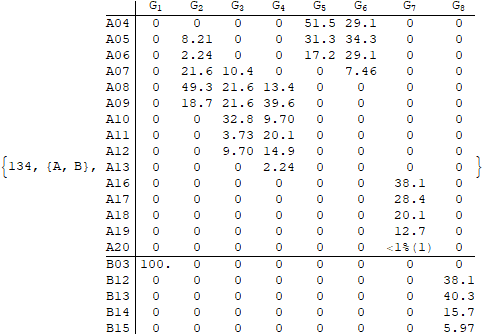 G₁ G₂ G₃ G₄ G₅ G₆ G₇ G₈
A04 0 0 0 0 51.5 29.1 0 0
A05 0 8.21 0 0 31.3 34.3 0 0
A06 0 2.24 0 0 17.2 29.1 0 0
A07 0 21.6 10.4 0 0 7.46 0 0
A08 0 49.3 21.6 13.4 0 0 0 0
A09 0 18.7 21.6 39.6 0 0 0 0
A10 0 0 32.8 9.70 0 0 0 0
A11 0 0 3.73 20.1 0 0 0 0
A12 0 0 9.70 14.9 0 0 0 0
{134, {A, B}, A13 0 0 0 2.24 0 0 0 0 }
A16 0 0 0 0 0 0 38.1 0
A17 0 0 0 0 0 0 28.4 0
A18 0 0 0 0 0 0 20.1 0
A19 0 0 0 0 0 0 12.7 0
A20 0 0 0 0 0 0 <1%(1) 0
B03 100. 0 0 0 0 0 0 0
B12 0 0 0 0 0 0 0 38.1
B13 0 0 0 0 0 0 0 40.3
B14 0 0 0 0 0 0 0 15.7
B15 0 0 0 0 0 0 0 5.97